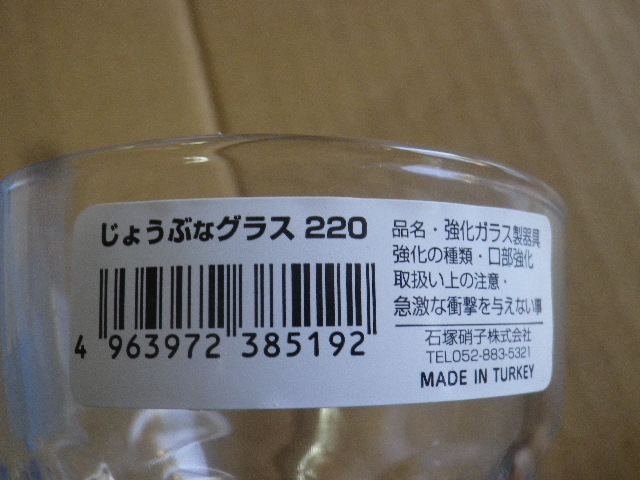 じょうぶなグラス 220
4 963972 385192
品名・強化ガラス製器具
強化の種類・口部強化
取扱い上の注意・
急激な衝撃を与えない事
石塚硝子株式会社
TEL052-883-5321
MADE IN TURKEY